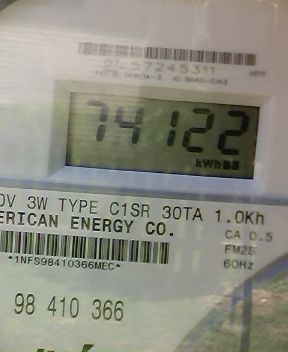 57245311
74122
kWh
0V 3W TYPE C1SR 30TA 1.0Kh
ERICAN ENERGY CO.
CA 0.5
FM2S
60Hz
*1NFS98410366MEC*
98 410 366